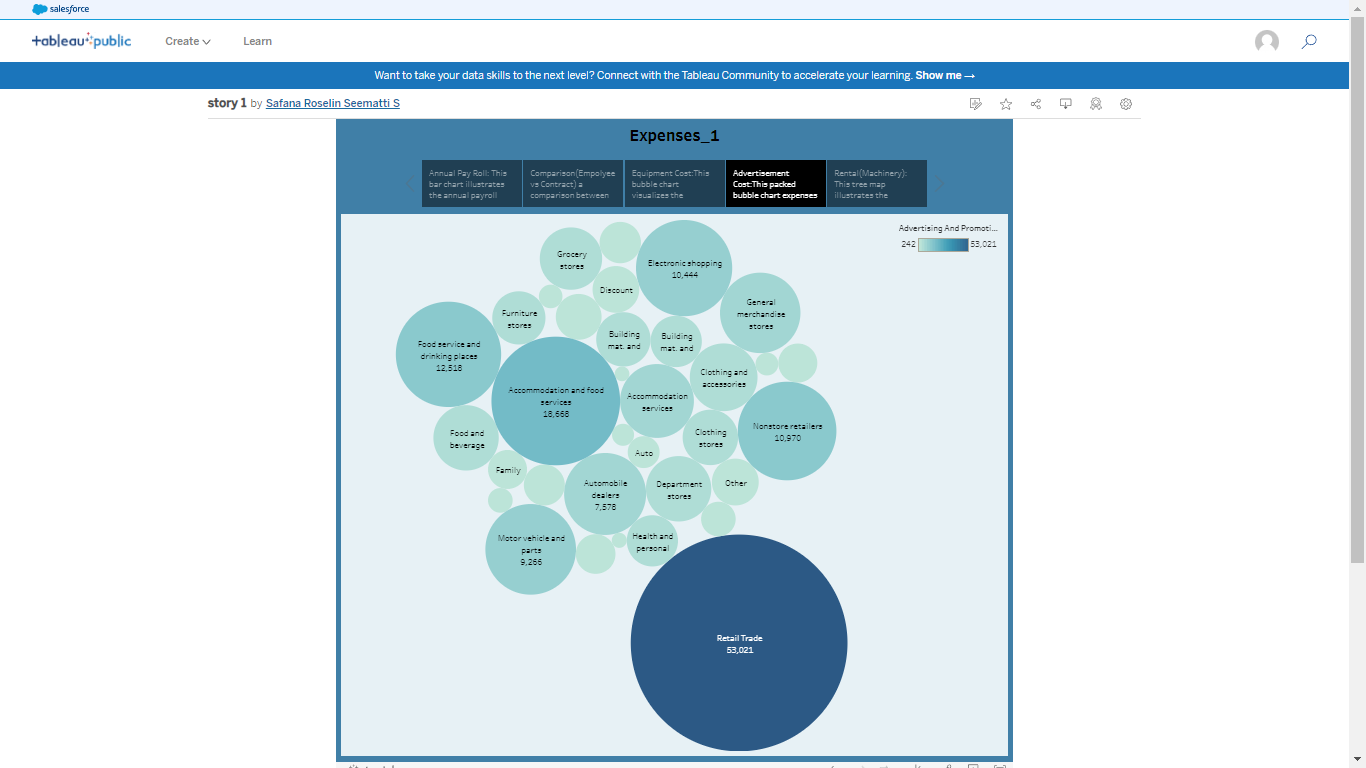 salesforce
+ableau public
Create
Learn
Want to take your data skills to the next level? Connect with the Tableau Community to accelerate your learning. Show me →
story 1 by Safana Roselin Seematti S
Expenses_1
Annual Pay Roll: This
bar chart illustrates
the annual payroll
Comparison(Empolyee
vs Contract) a
comparison between
Equipment Cost:This
bubble chart
visualizes the
Advertisement
Cost:This packed
bubble chart expenses
Rental(Machinery):
This tree map
illustrates the
Advertising And Promoti...
242
53,021
Grocery
stores
Electronic shopping
10,444
Discount
General
merchandise
stores
Furniture
stores
Building
mat. and
Building
mat. and
Food service and
drinking places
12,518
Clothing and
accessories
Accommodation and food
services
18,668
Accommodation
services
Nonstore retailers
10,970
Food and
beverage
Clothing
stores
Auto
Family
Automobile
dealers
7,578
Department
stores
Other
Motor vehicle and
parts
9,266
Health and
personal
Retail Trade
53,021